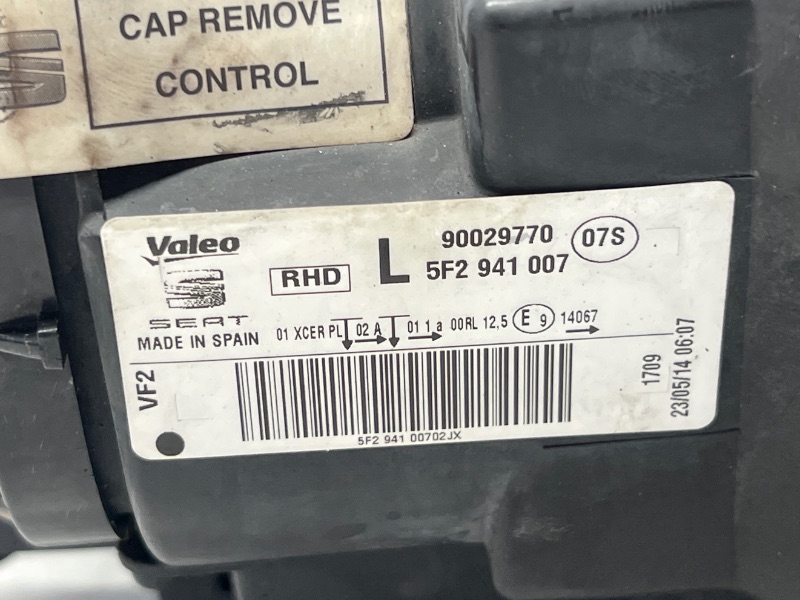 CAP REMOVE
CONTROL
Valeo
SEAT
MADE IN SPAIN
RHD
L
90029770
5F2 941 007
07S
01 XCER PL 02 A 01 1 a 00RL 12,5 E 9 14067
VF2
5F2 941 00702JX
1709
23/05/14 06:07